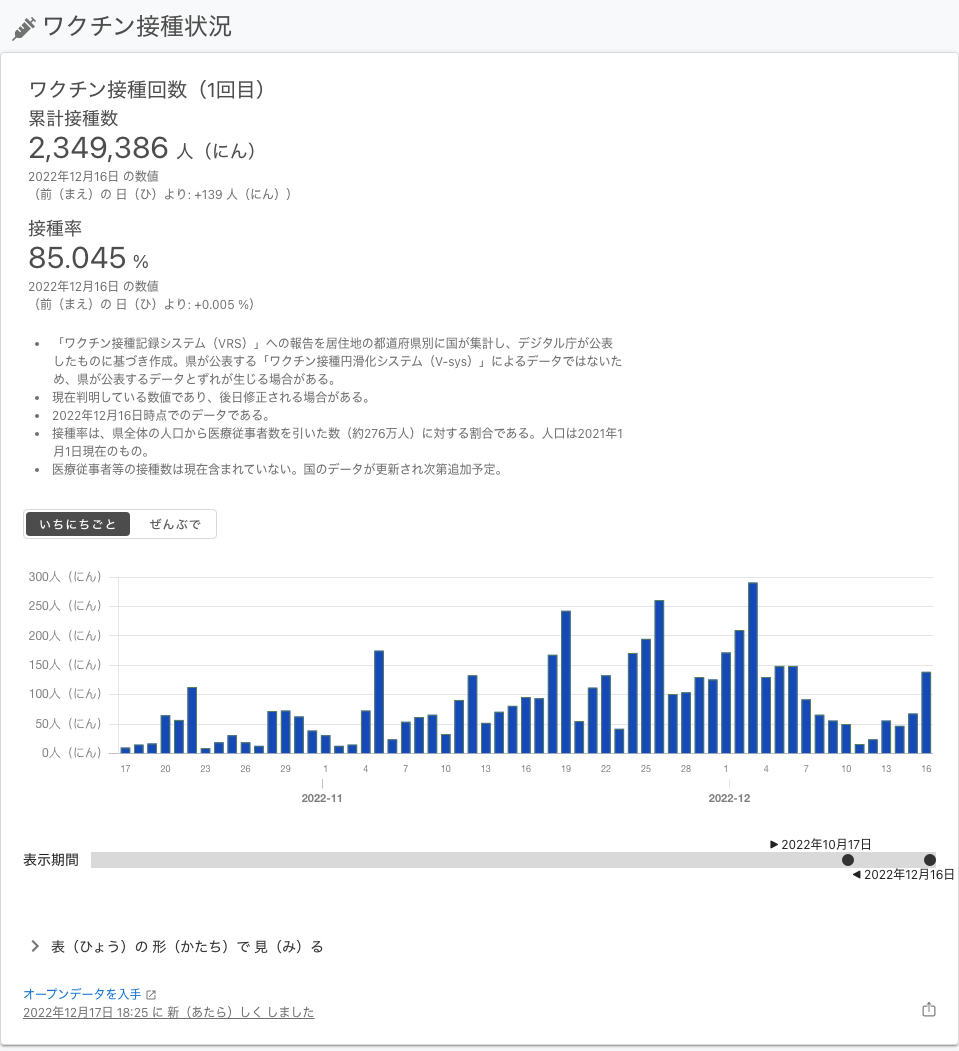 ワクチン接種状況
ワクチン接種回数（1回目）
累計接種数
2,349,386 人（にん）
2022年12月16日 の数値
（前（まえ）の 日（ひ）より: +139 人（にん））
接種率
85.045 %
2022年12月16日 の数値
（前（まえ）の 日（ひ）より: +0.005 %）
• 「ワクチン接種記録システム（VRS）」への報告を居住地の都道府県別に国が集計し、デジタル庁が公表
したものに基づき作成。県が公表する「ワクチン接種円滑化システム（V-sys）」によるデータではないた
め、県が公表するデータとずれが生じる場合がある。
• 現在判明している数値であり、後日修正される場合がある。
• 2022年12月16日時点でのデータである。
• 接種率は、県全体の人口から医療従事者数を引いた数（約276万人）に対する割合である。人口は2021年1
月1日現在のもの。
• 医療従事者等の接種数は現在含まれていない。国のデータが更新され次第追加予定。
いちにちごと ぜんぶで
300人（にん）
250人（にん）
200人（にん）
150人（にん）
100人（にん）
50人（にん）
0人（にん）
17 20 23 26 29 1 4 7 10 13 16 19 22 25 28 1 4 7 10 13 16
2022-11 2022-12
▶ 2022年10月17日
表示期間
◀ 2022年12月16日
表（ひょう）の 形（かたち）で 見（み）る
オープンデータを入手
2022年12月17日 18:25 に 新（あたら）しく しました